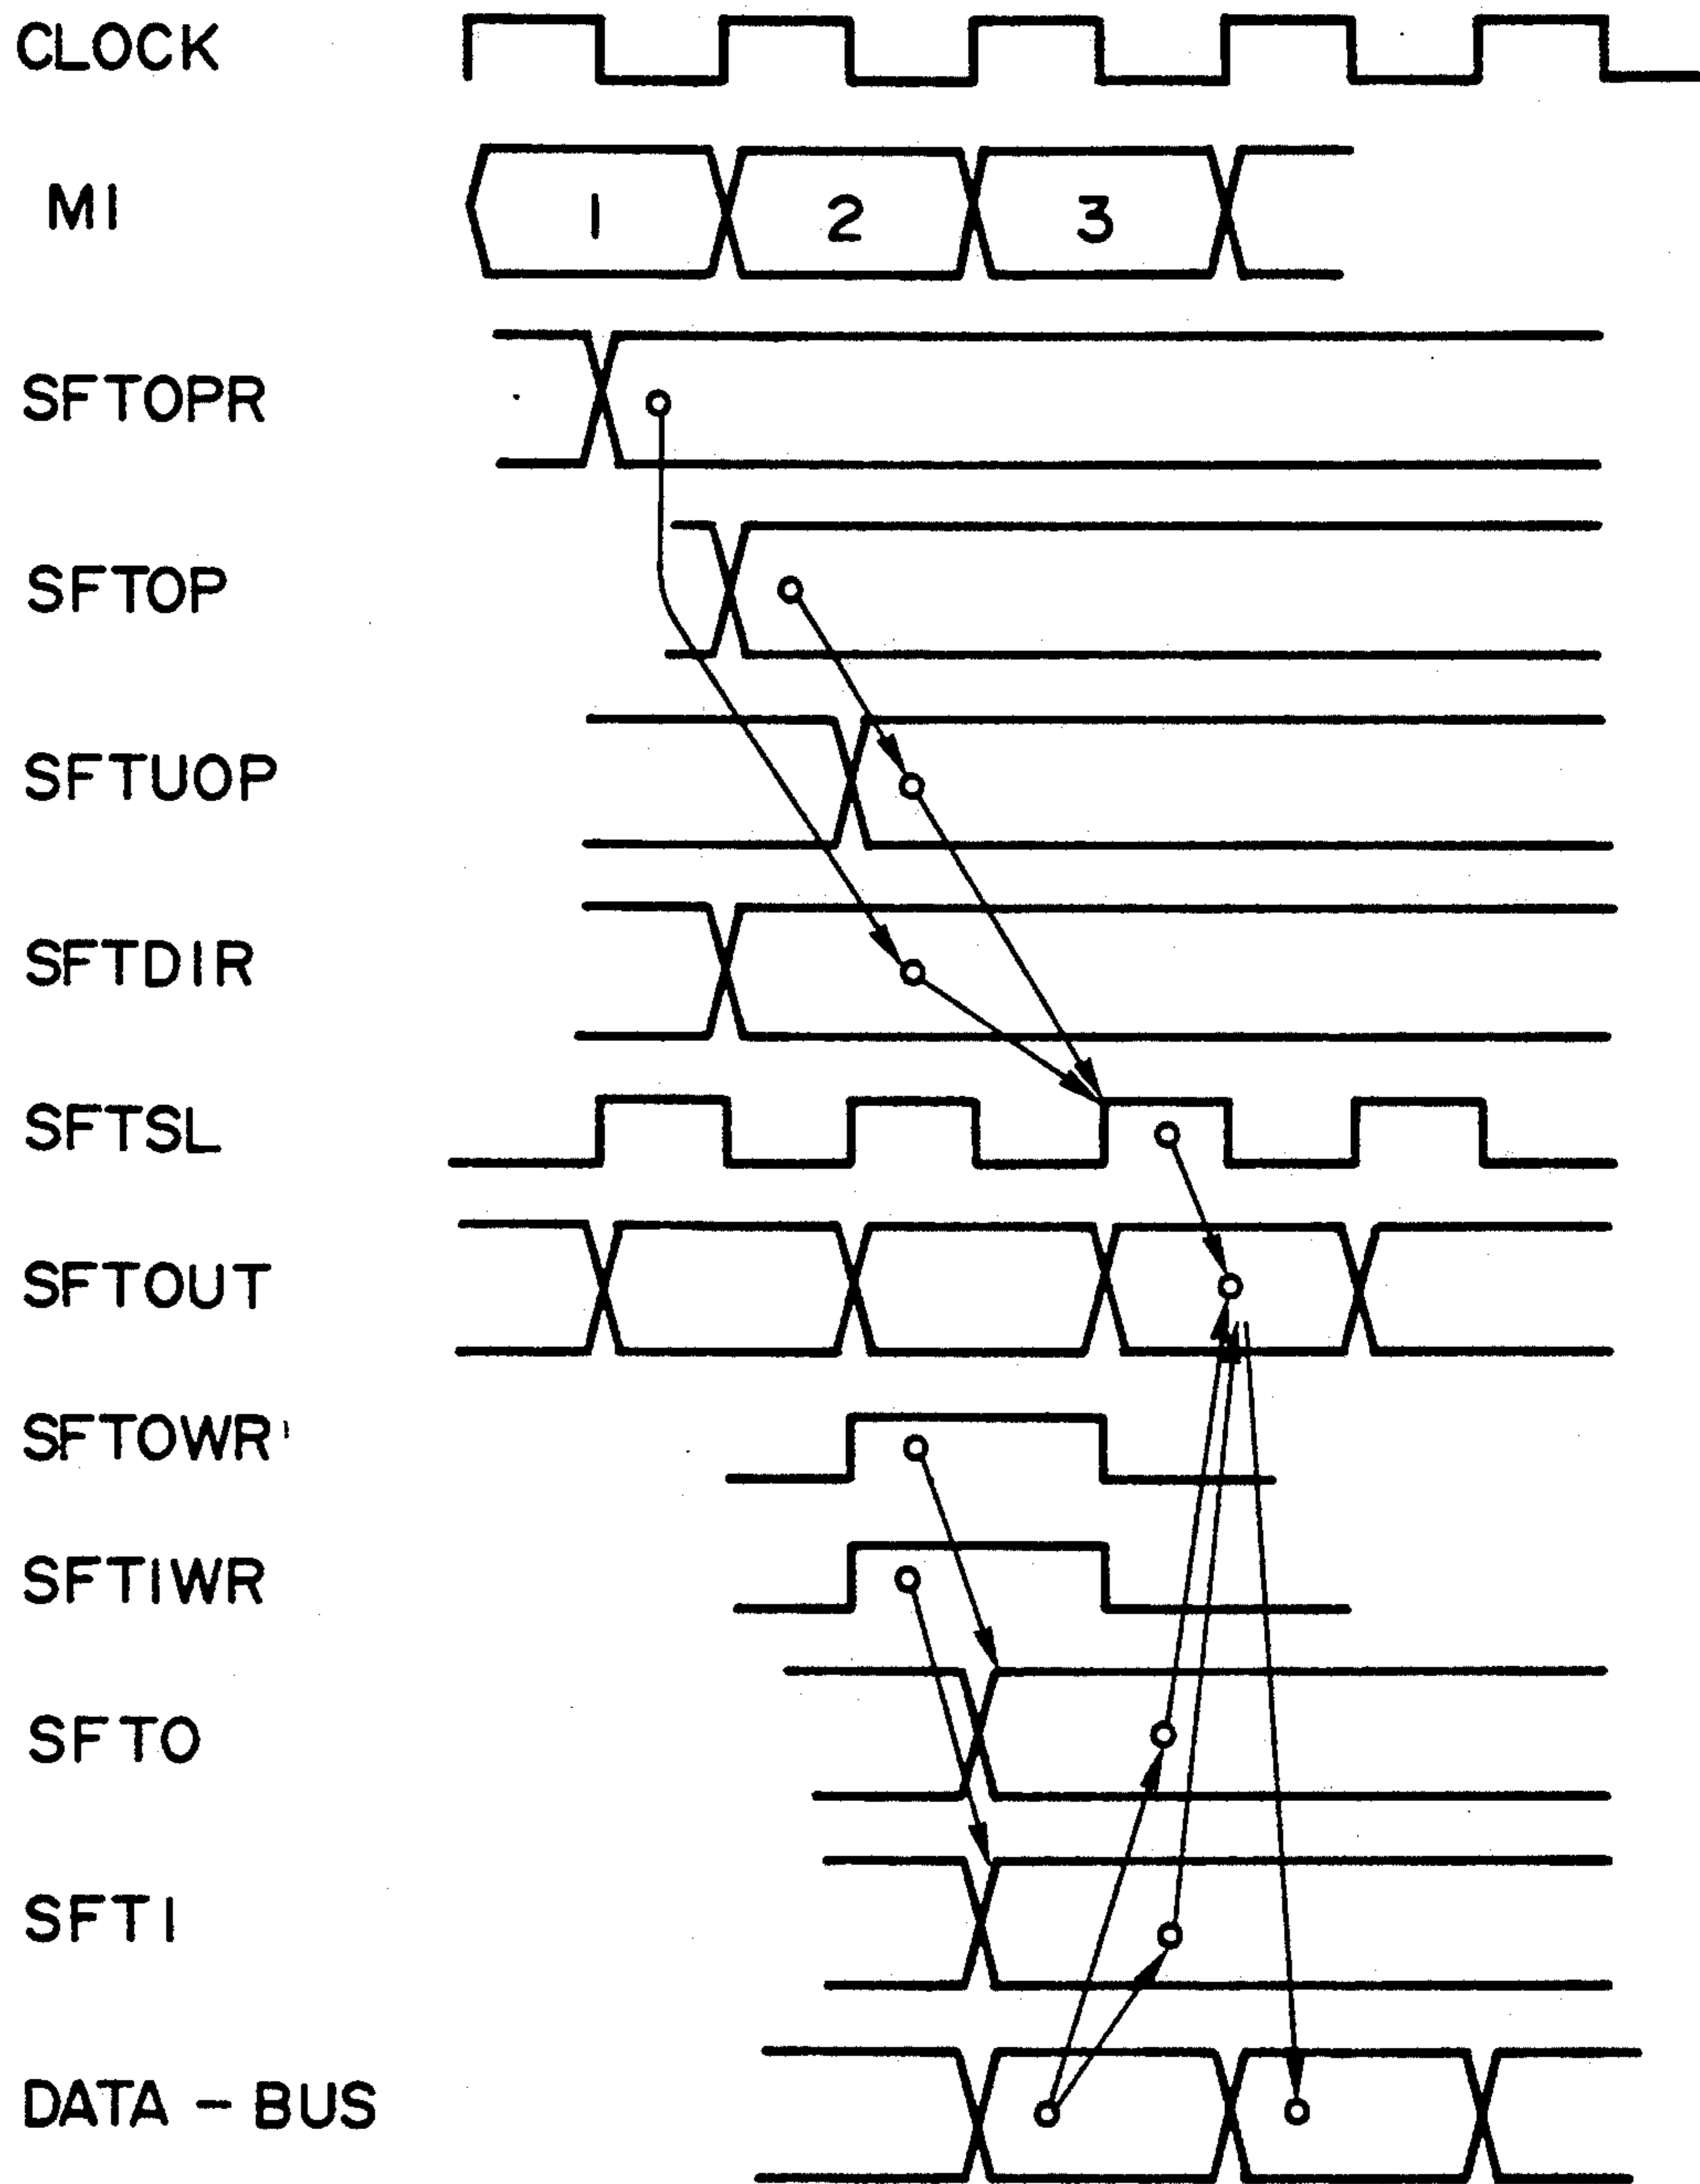 CLOCK
MI
1 2 3
SFTOPR
SFTOP
SFTUOP
SFTDIR
SFTSL
SFTOUT
SFTOWR
SFTIWR
SFTO
SFTI
DATA - BUS